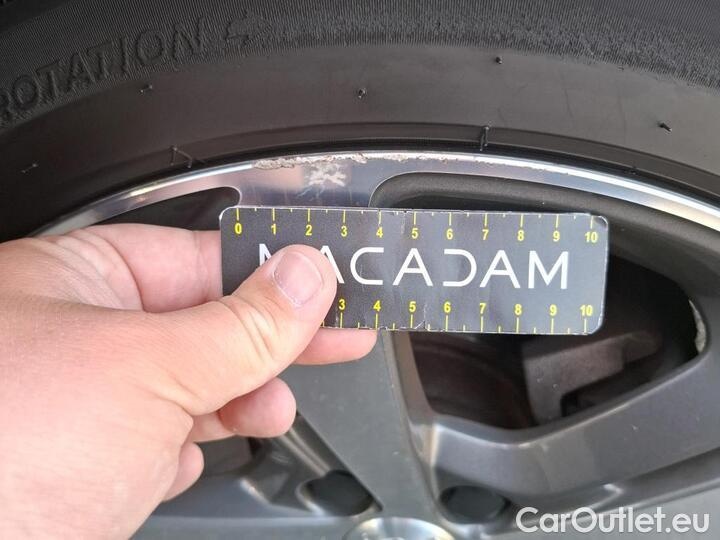 ROTATION
0 1 2 3 4 5 6 7 8 9 10
MACADAM
3 4 5 6 7 8 9 10
CarOutlet.eu